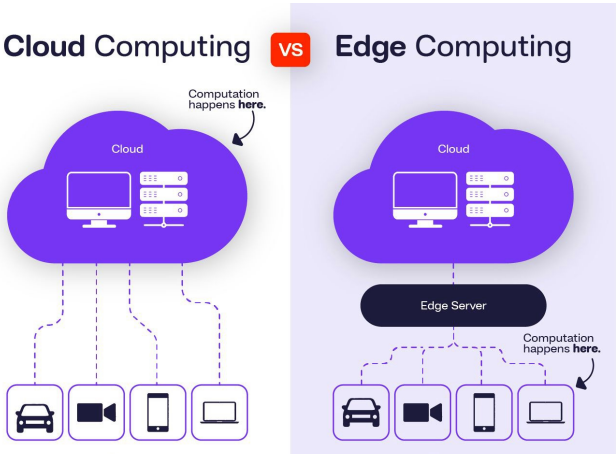 Cloud Computing
VS
Edge Computing
Computation
happens here.
Cloud
Cloud
Edge Server
Computation
happens here.